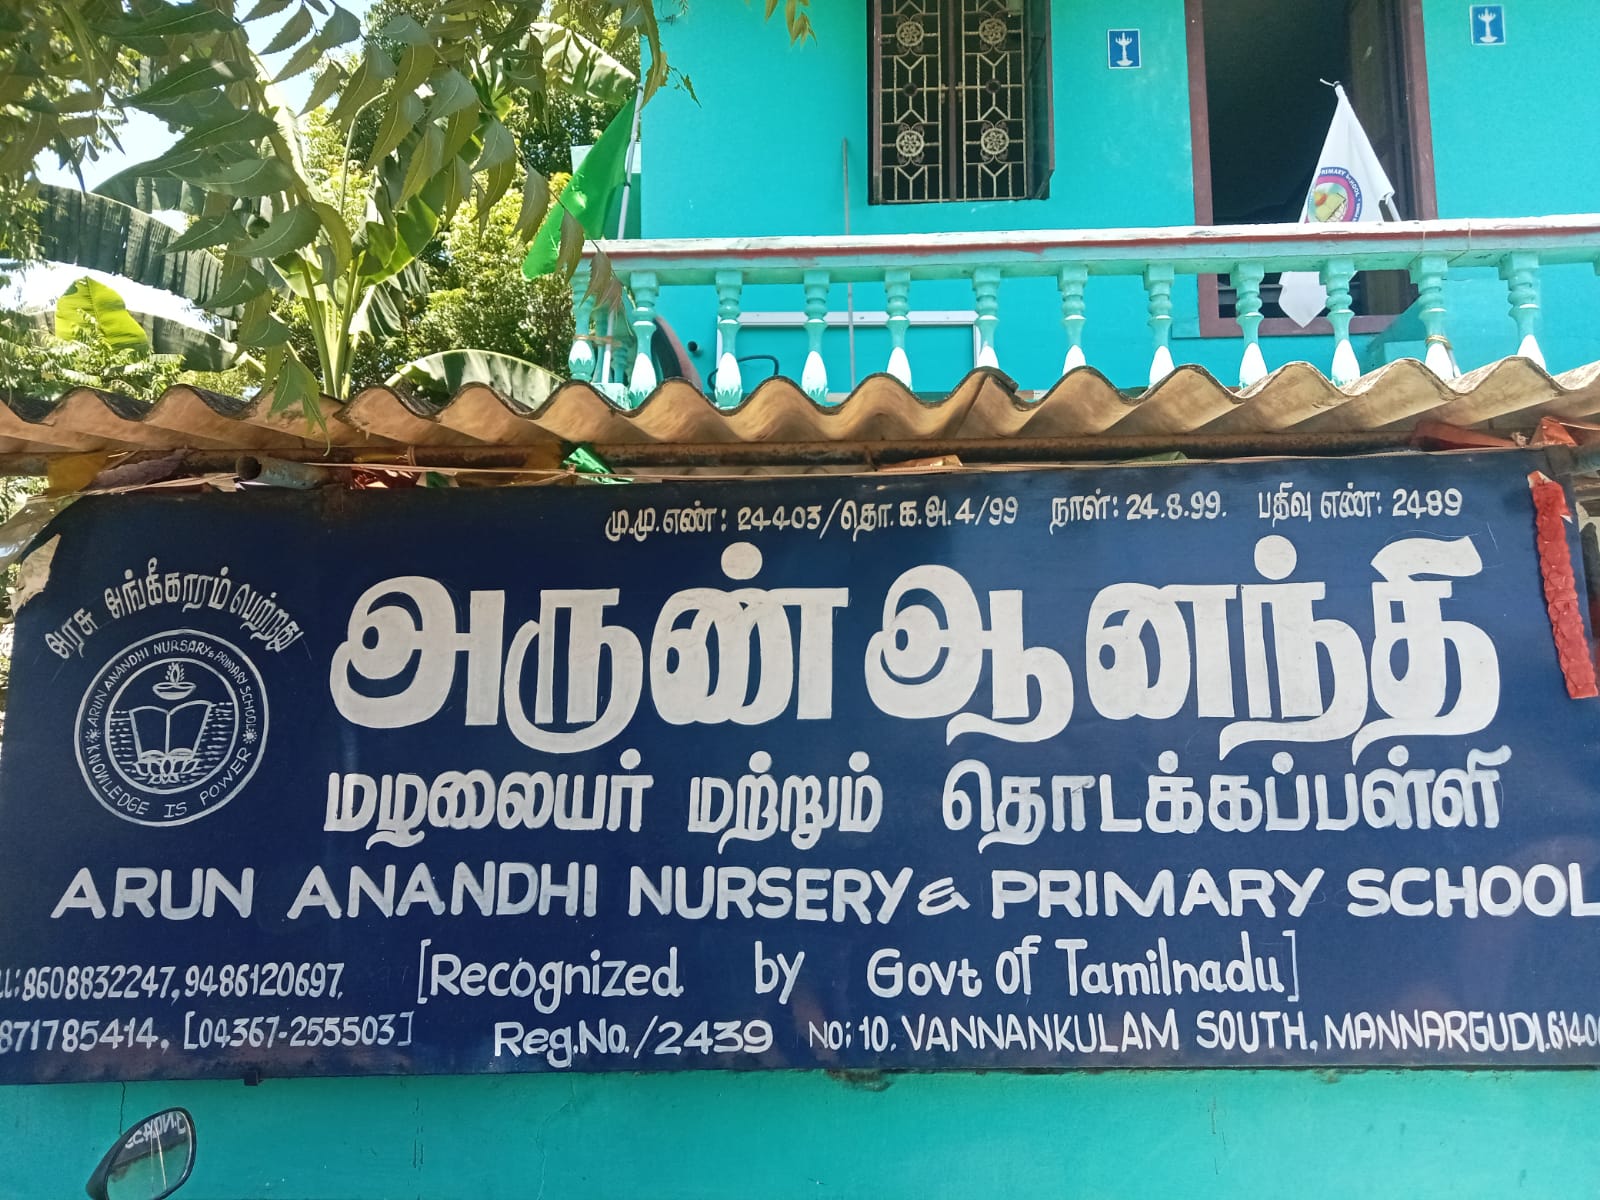 மு.மு.எண்: 24403/தொ.க.அ.4/99 நாள்: 24.8.99. பதிவு எண்: 2489
அரசு அங்கீகாரம் பெற்றது
ARUN ANANDHI NURSERY & PRIMARY SCHOOL
KNOWLEDGE IS POWER
அருண் ஆனந்தி
மழலையர் மற்றும் தொடக்கப்பள்ளி
ARUN ANANDHI NURSERY & PRIMARY SCHOOL
[Recognized by Govt of Tamilnadu]
:8608832247, 9486120697.
871785414, [04367-255503]
Reg.No./2439 NO: 10, VANNANKULAM SOUTH, MANNARGUDI.
PRIMARY SCHOOL